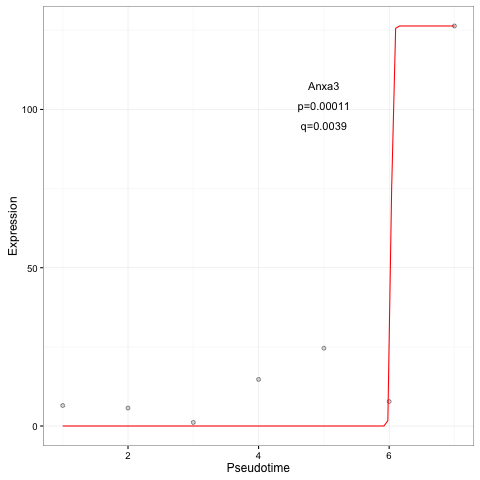 Anxa3
p=0.00011
q=0.0039
100
50
0
Expression
2
4
6
Pseudotime